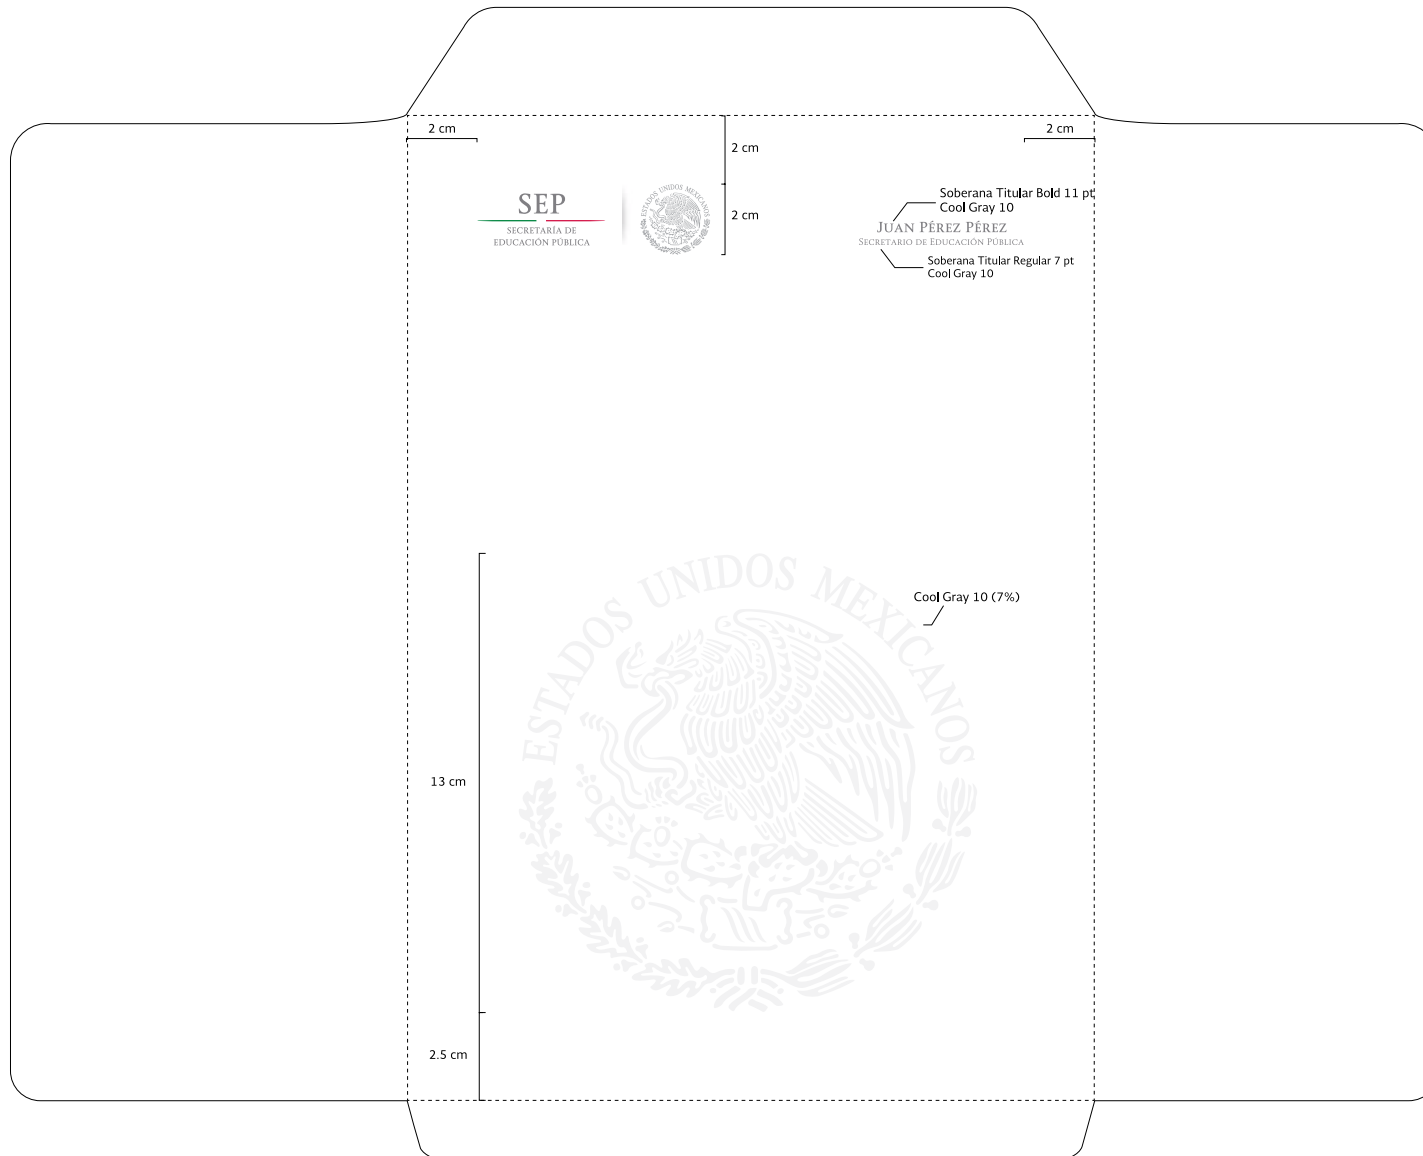 2 cm
2 cm
2 cm
2 cm
SEP
SECRETARÍA DE
EDUCACIÓN PÚBLICA
ESTADOS UNIDOS MEXICANOS
Soberana Titular Bold 11 pt
Cool Gray 10
JUAN PÉREZ PÉREZ
SECRETARIO DE EDUCACIÓN PÚBLICA
Soberana Titular Regular 7 pt
Cool Gray 10
ESTADOS UNIDOS MEXICANOS
Cool Gray 10 (7%)
13 cm
2.5 cm